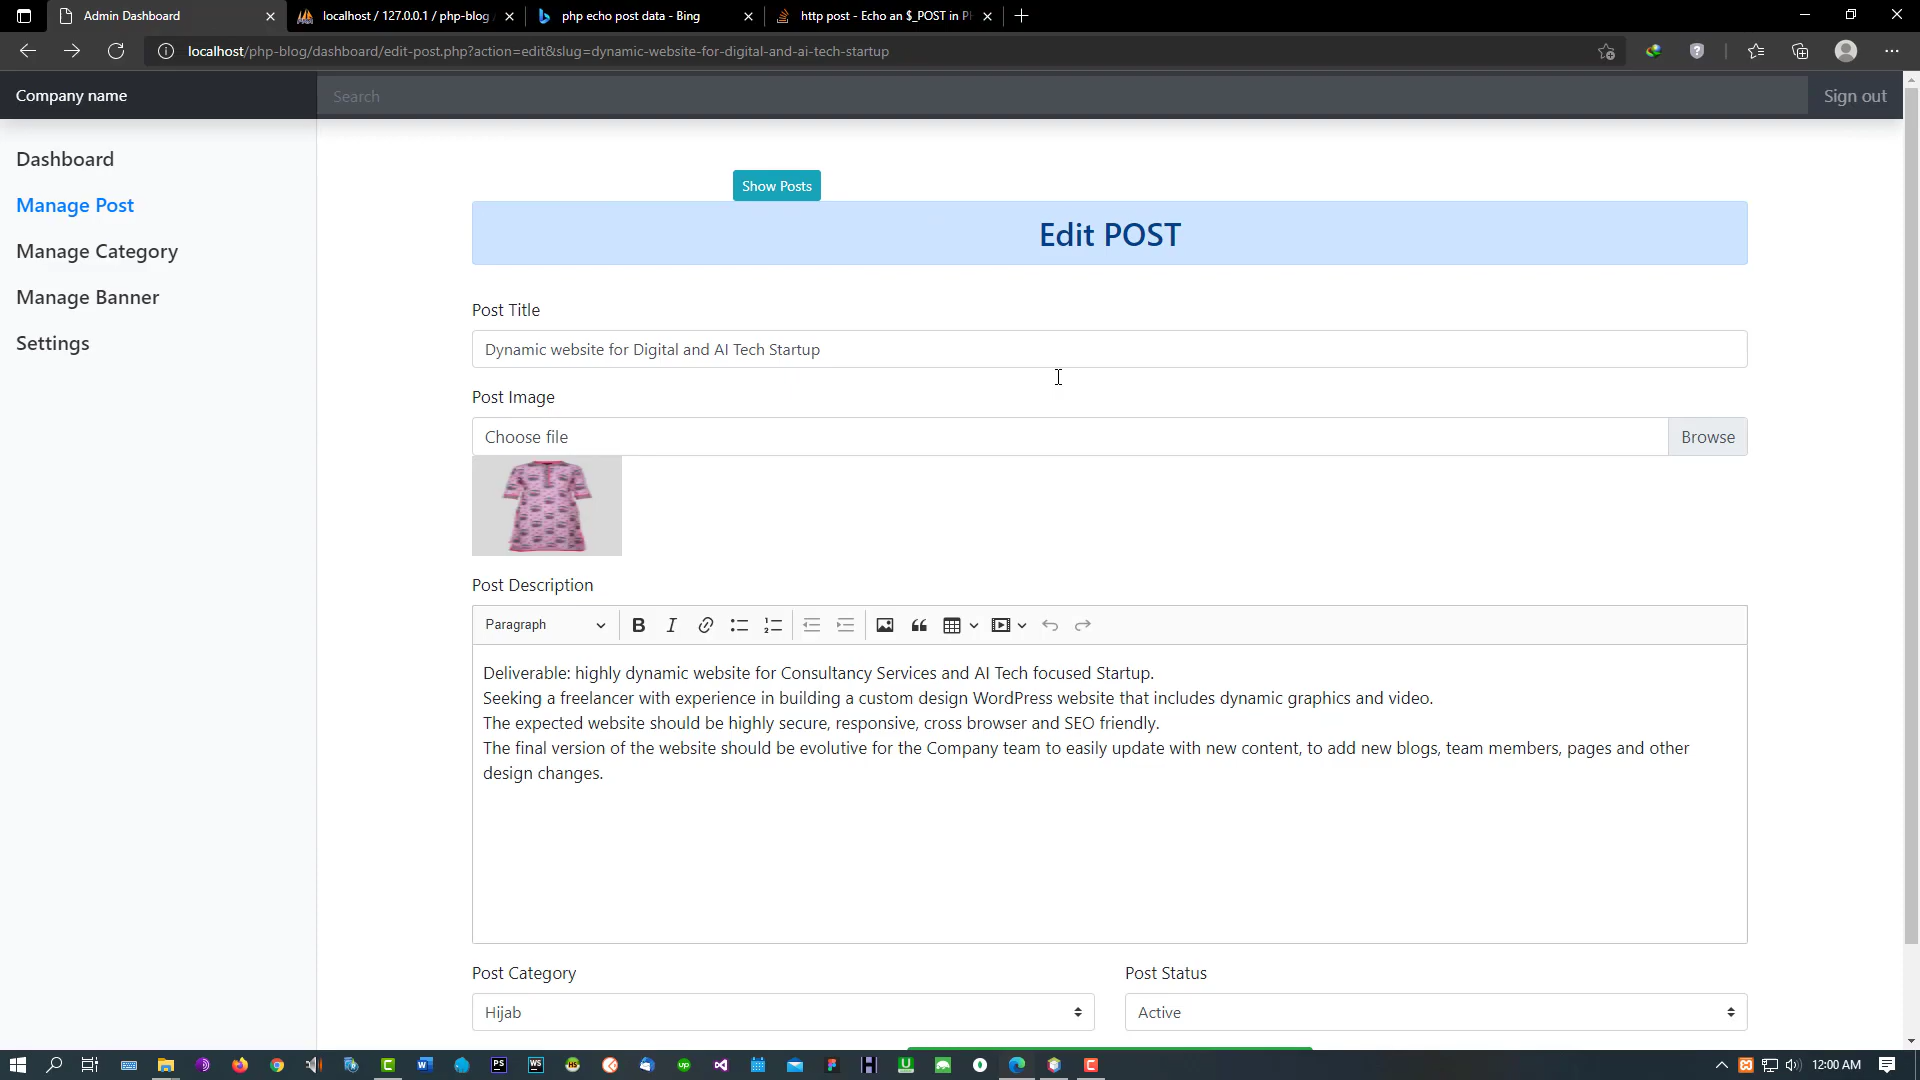 Admin Dashboard
localhost / 127.0.0.1 / php-blog
php echo post data - Bing
http post - Echo an $_POST in PH
localhost/php-blog/dashboard/edit-post.php?action=edit&slug=dynamic-website-for-digital-and-ai-tech-startup
Company name
Search
Sign out
Dashboard
Manage Post
Manage Category
Manage Banner
Settings
Show Posts
Edit POST
Post Title
Dynamic website for Digital and AI Tech Startup
Post Image
Choose file
Browse
Post Description
Paragraph
Deliverable: highly dynamic website for Consultancy Services and AI Tech focused Startup.
Seeking a freelancer with experience in building a custom design WordPress website that includes dynamic graphics and video.
The expected website should be highly secure, responsive, cross browser and SEO friendly.
The final version of the website should be evolutive for the Company team to easily update with new content, to add new blogs, team members, pages and other
design changes.
Post Category
Post Status
Hijab
Active
12:00 AM